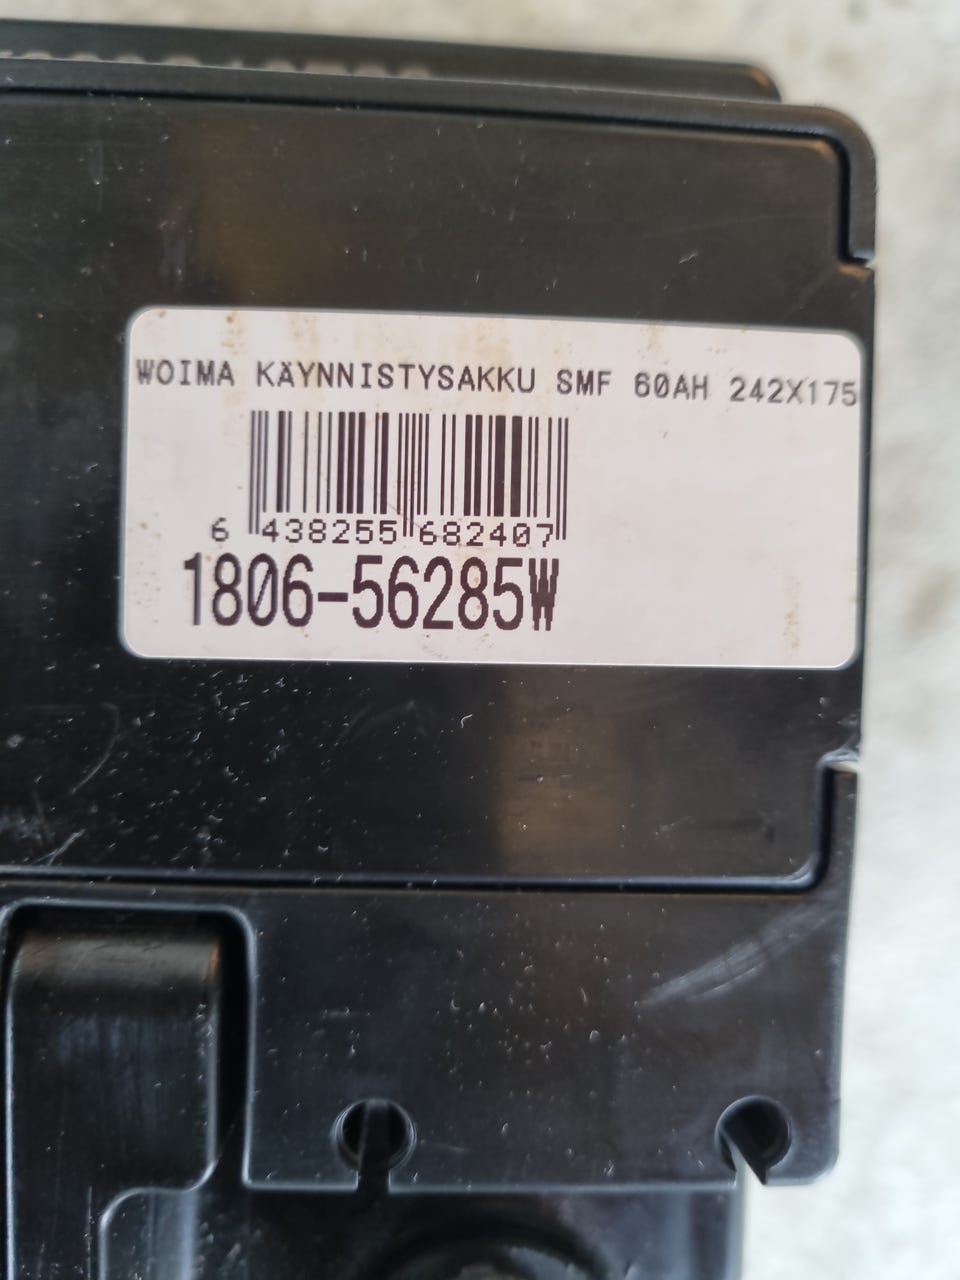 WOIMA KÄYNNISTYSAKKU SMF 60AH 242X175
6 438255 682407
1806-56285W